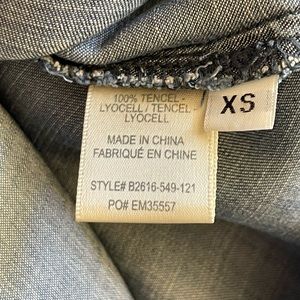 100% TENCEL -
LYOCELL / TENCEL -
LYOCELL
MADE IN CHINA
FABRIQUÉ EN CHINE
STYLE# B2616-549-121
PO# EM35557
XS